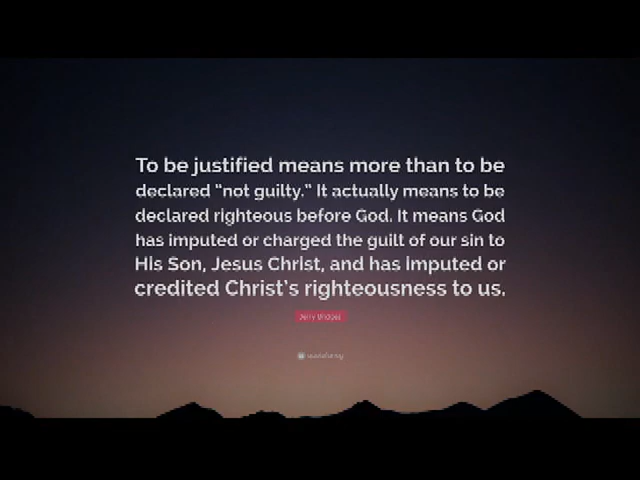 To be justified means more than to be
declared “not guilty.” It actually means to be
declared righteous before God. It means God
has imputed or charged the guilt of our sin to
His Son, Jesus Christ, and has imputed or
credited Christ’s righteousness to us.
Jerry Bridges